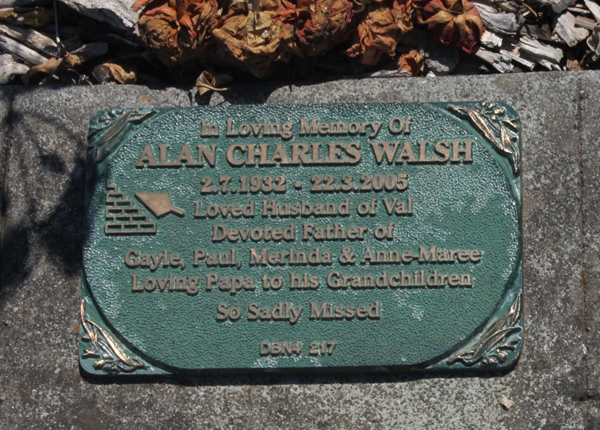 In Loving Memory Of
ALAN CHARLES WALSH
2.7.1932 - 22.3.2005
Loved Husband of Val
Devoted Father of
Gayle, Paul, Merinda & Anne-Maree
Loving Papa to his Grandchildren
So Sadly Missed
DBN4 217